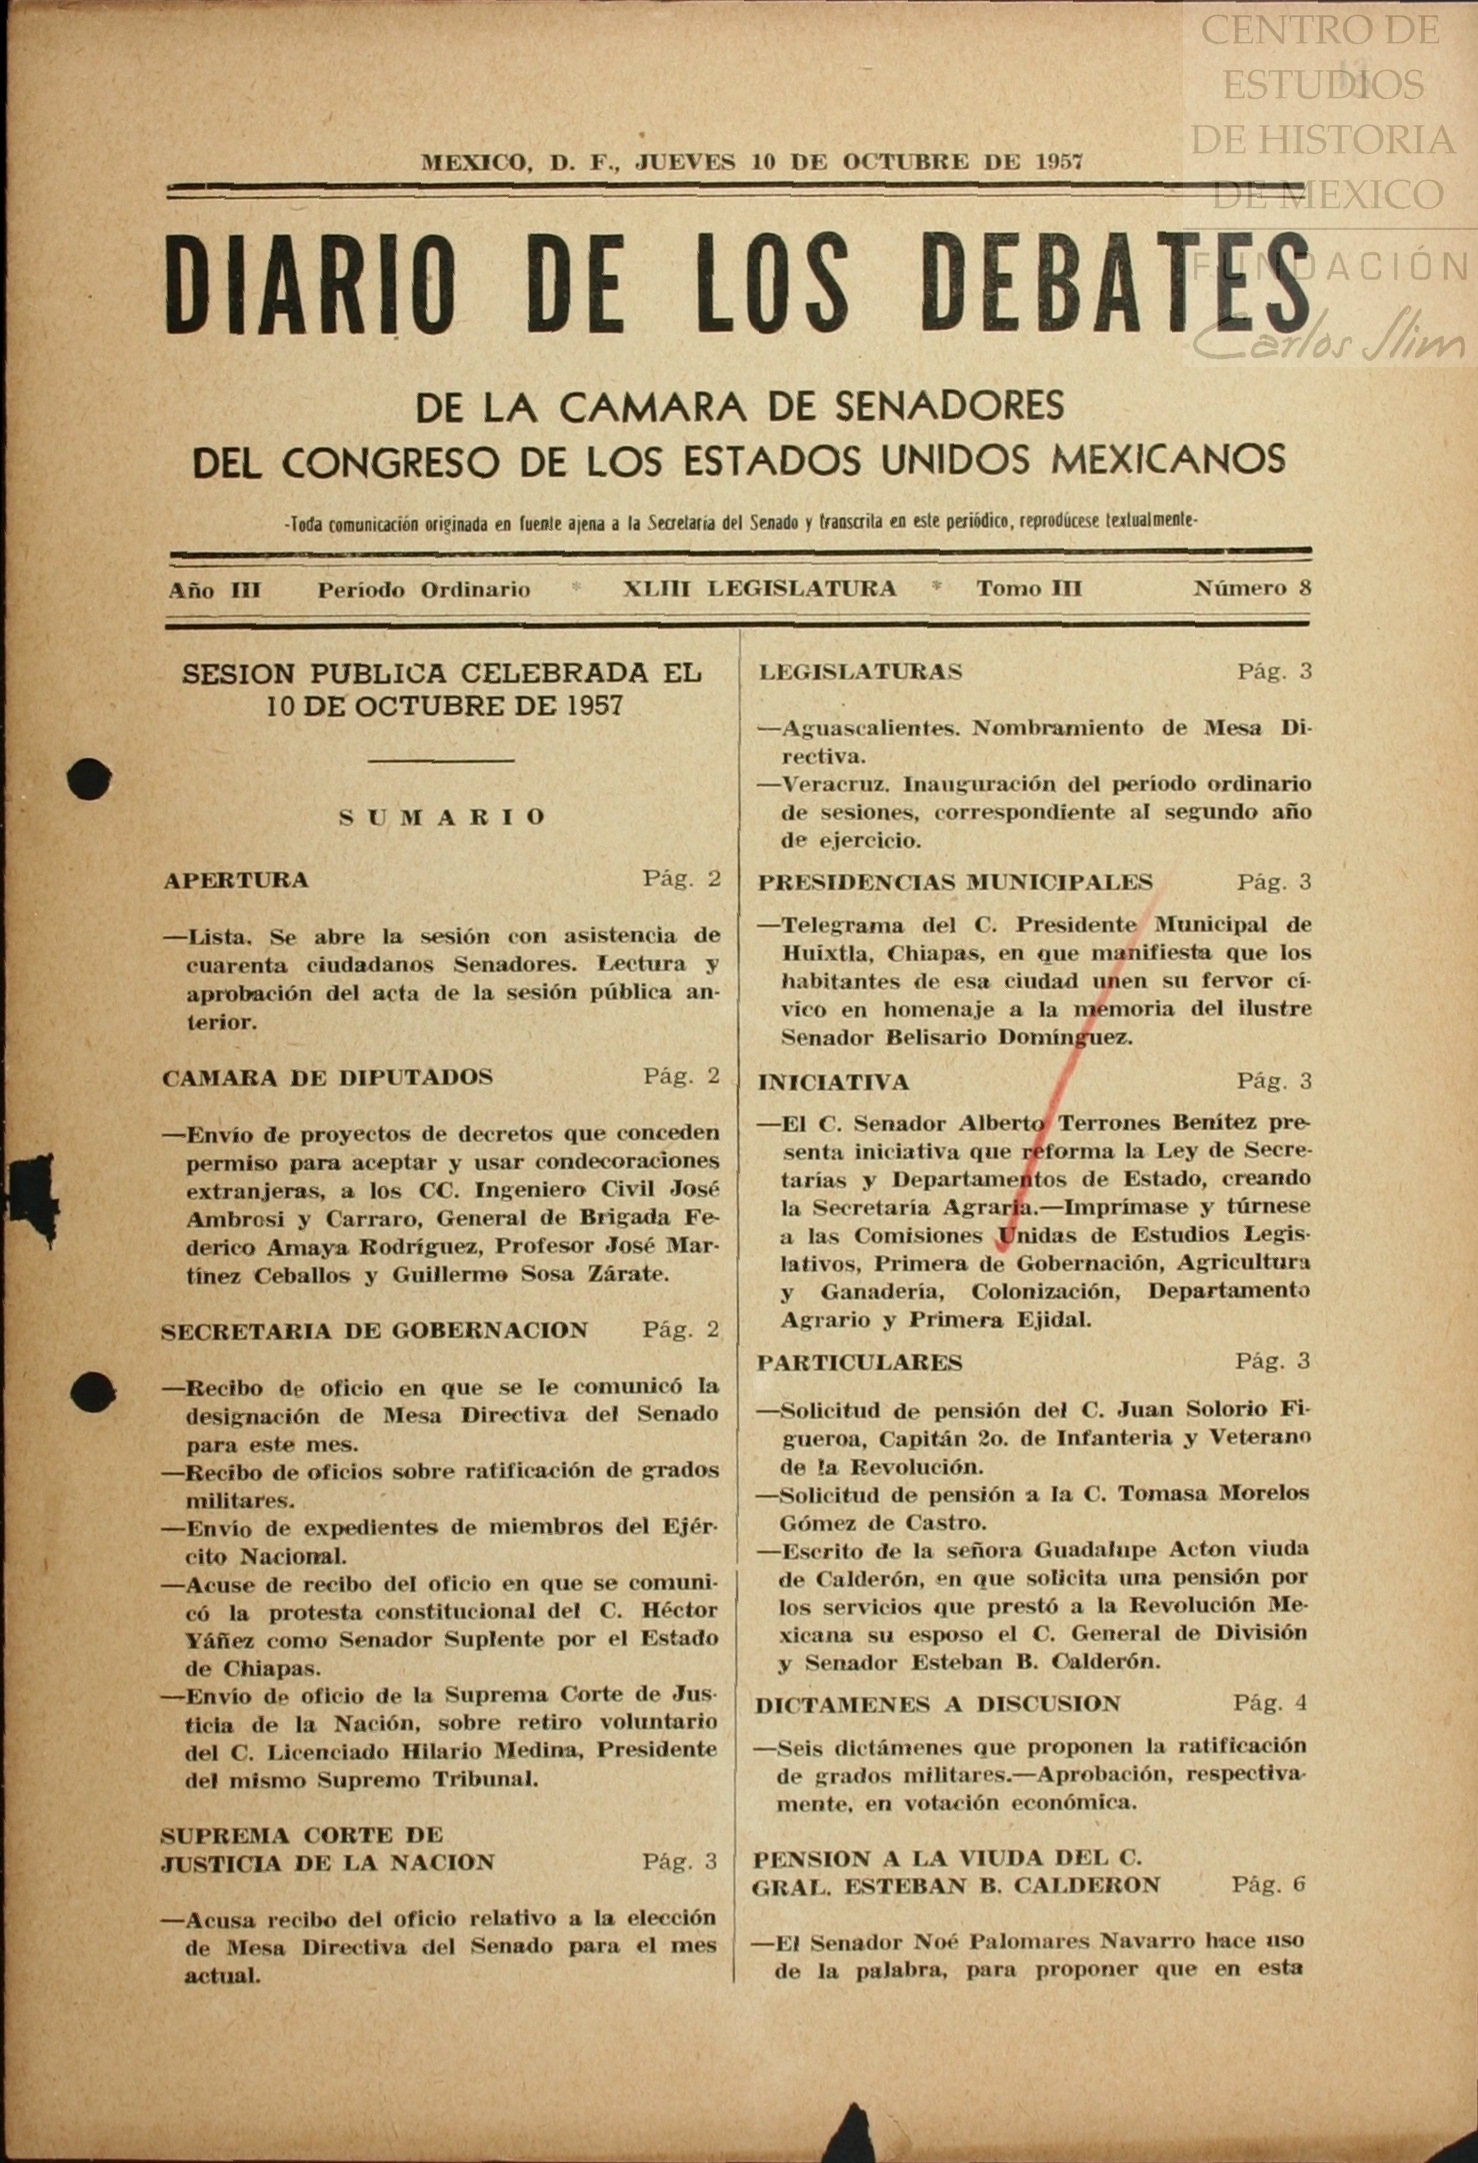 CENTRO DE
ESTUDIOS
DE HISTORIA
DE MEXICO
FUNDACIÓN
Carlos Slim
MEXICO, D. F., JUEVES 10 DE OCTUBRE DE 1957
DIARIO DE LOS DEBATES
DE LA CAMARA DE SENADORES
DEL CONGRESO DE LOS ESTADOS UNIDOS MEXICANOS
-Toda comunicación originada en fuente ajena a la Secretaría del Senado y transcrita en este periódico, reprodúcese textualmente-
Año III Período Ordinario * XLIII LEGISLATURA * Tomo III Número 8
SESION PUBLICA CELEBRADA EL
10 DE OCTUBRE DE 1957
SUMARIO
APERTURA Pág. 2
—Lista. Se abre la sesión con asistencia de
cuarenta ciudadanos Senadores. Lectura y
aprobación del acta de la sesión pública an-
terior.
CAMARA DE DIPUTADOS Pág. 2
—Envío de proyectos de decretos que conceden
permiso para aceptar y usar condecoraciones
extranjeras, a los CC. Ingeniero Civil José
Ambrosi y Carraro, General de Brigada Fe-
derico Amaya Rodríguez, Profesor José Mar-
tínez Ceballos y Guillermo Sosa Zárate.
SECRETARIA DE GOBERNACION Pág. 2
—Recibo de oficio en que se le comunicó la
designación de Mesa Directiva del Senado
para este mes.
—Recibo de oficios sobre ratificación de grados
militares.
—Envío de expedientes de miembros del Ejér-
cito Nacional.
—Acuse de recibo del oficio en que se comuni-
có la protesta constitucional del C. Héctor
Yáñez como Senador Suplente por el Estado
de Chiapas.
—Envío de oficio de la Suprema Corte de Jus-
ticia de la Nación, sobre retiro voluntario
del C. Licenciado Hilario Medina, Presidente
del mismo Supremo Tribunal.
SUPREMA CORTE DE
JUSTICIA DE LA NACION Pág. 3
—Acusa recibo del oficio relativo a la elección
de Mesa Directiva del Senado para el mes
actual.
LEGISLATURAS Pág. 3
—Aguascalientes. Nombramiento de Mesa Di-
rectiva.
—Veracruz. Inauguración del período ordinario
de sesiones, correspondiente al segundo año
de ejercicio.
PRESIDENCIAS MUNICIPALES Pág. 3
—Telegrama del C. Presidente Municipal de
Huixtla, Chiapas, en que manifiesta que los
habitantes de esa ciudad unen su fervor cí-
vico en homenaje a la memoria del ilustre
Senador Belisario Domínguez.
INICIATIVA Pág. 3
—El C. Senador Alberto Terrones Benítez pre-
senta iniciativa que reforma la Ley de Secre-
tarías y Departamentos de Estado, creando
la Secretaría Agraria.—Imprímase y túrnese
a las Comisiones Unidas de Estudios Legis-
lativos, Primera de Gobernación, Agricultura
y Ganadería, Colonización, Departamento
Agrario y Primera Ejidal.
PARTICULARES Pág. 3
—Solicitud de pensión del C. Juan Solorio Fi-
gueroa, Capitán 2o. de Infantería y Veterano
de la Revolución.
—Solicitud de pensión a la C. Tomasa Morelos
Gómez de Castro.
—Escrito de la señora Guadalupe Acton viuda
de Calderón, en que solicita una pensión por
los servicios que prestó a la Revolución Me-
xicana su esposo el C. General de División
y Senador Esteban B. Calderón.
DICTAMENES A DISCUSION Pág. 4
—Seis dictámenes que proponen la ratificación
de grados militares.—Aprobación, respectiva-
mente, en votación económica.
PENSION A LA VIUDA DEL C.
GRAL. ESTEBAN B. CALDERON Pág. 6
—El Senador Noé Palomares Navarro hace uso
de la palabra, para proponer que en esta